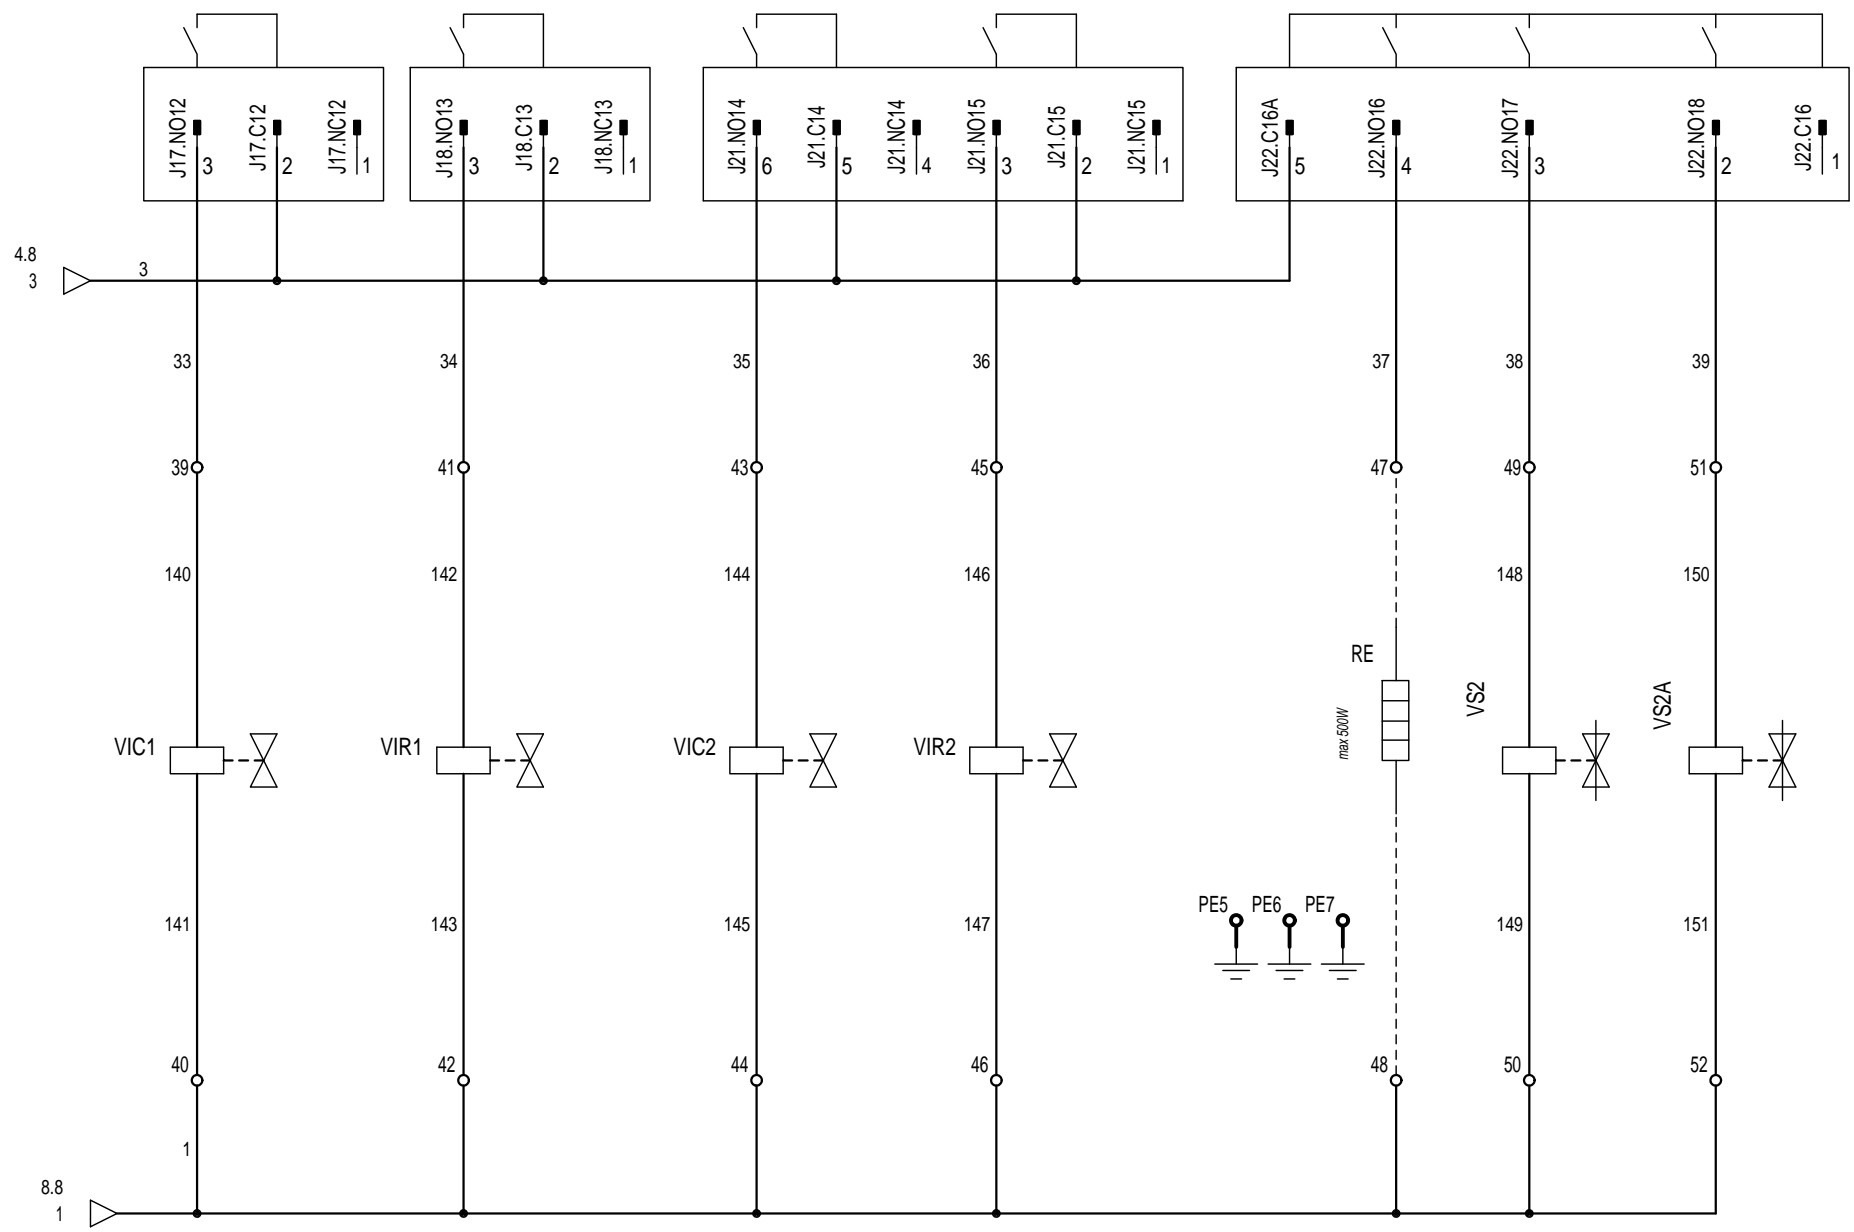 J17.NO12 3 J17.C12 2 J17.NC12 1 J18.NO13 3 J18.C13 2 J18.NC13 1 J21.NO14 6 J21.C14 5 J21.NC14 4 J21.NO15 3 J21.C15 2 J21.NC15 1 J22.C16A 5 J22.NO16 4 J22.NO17 3 J22.NO18 2 J22.C16 1
4.8
3 3
33 34 35 36 37 38 39
39 41 43 45 47 49 51
140 142 144 146 148 150
RE
max 500W
VS2
VS2A
VIC1 VIR1 VIC2 VIR2
PE5 PE6 PE7
141 143 145 147 149 151
40 42 44 46 48 50 52
1
8.8
1